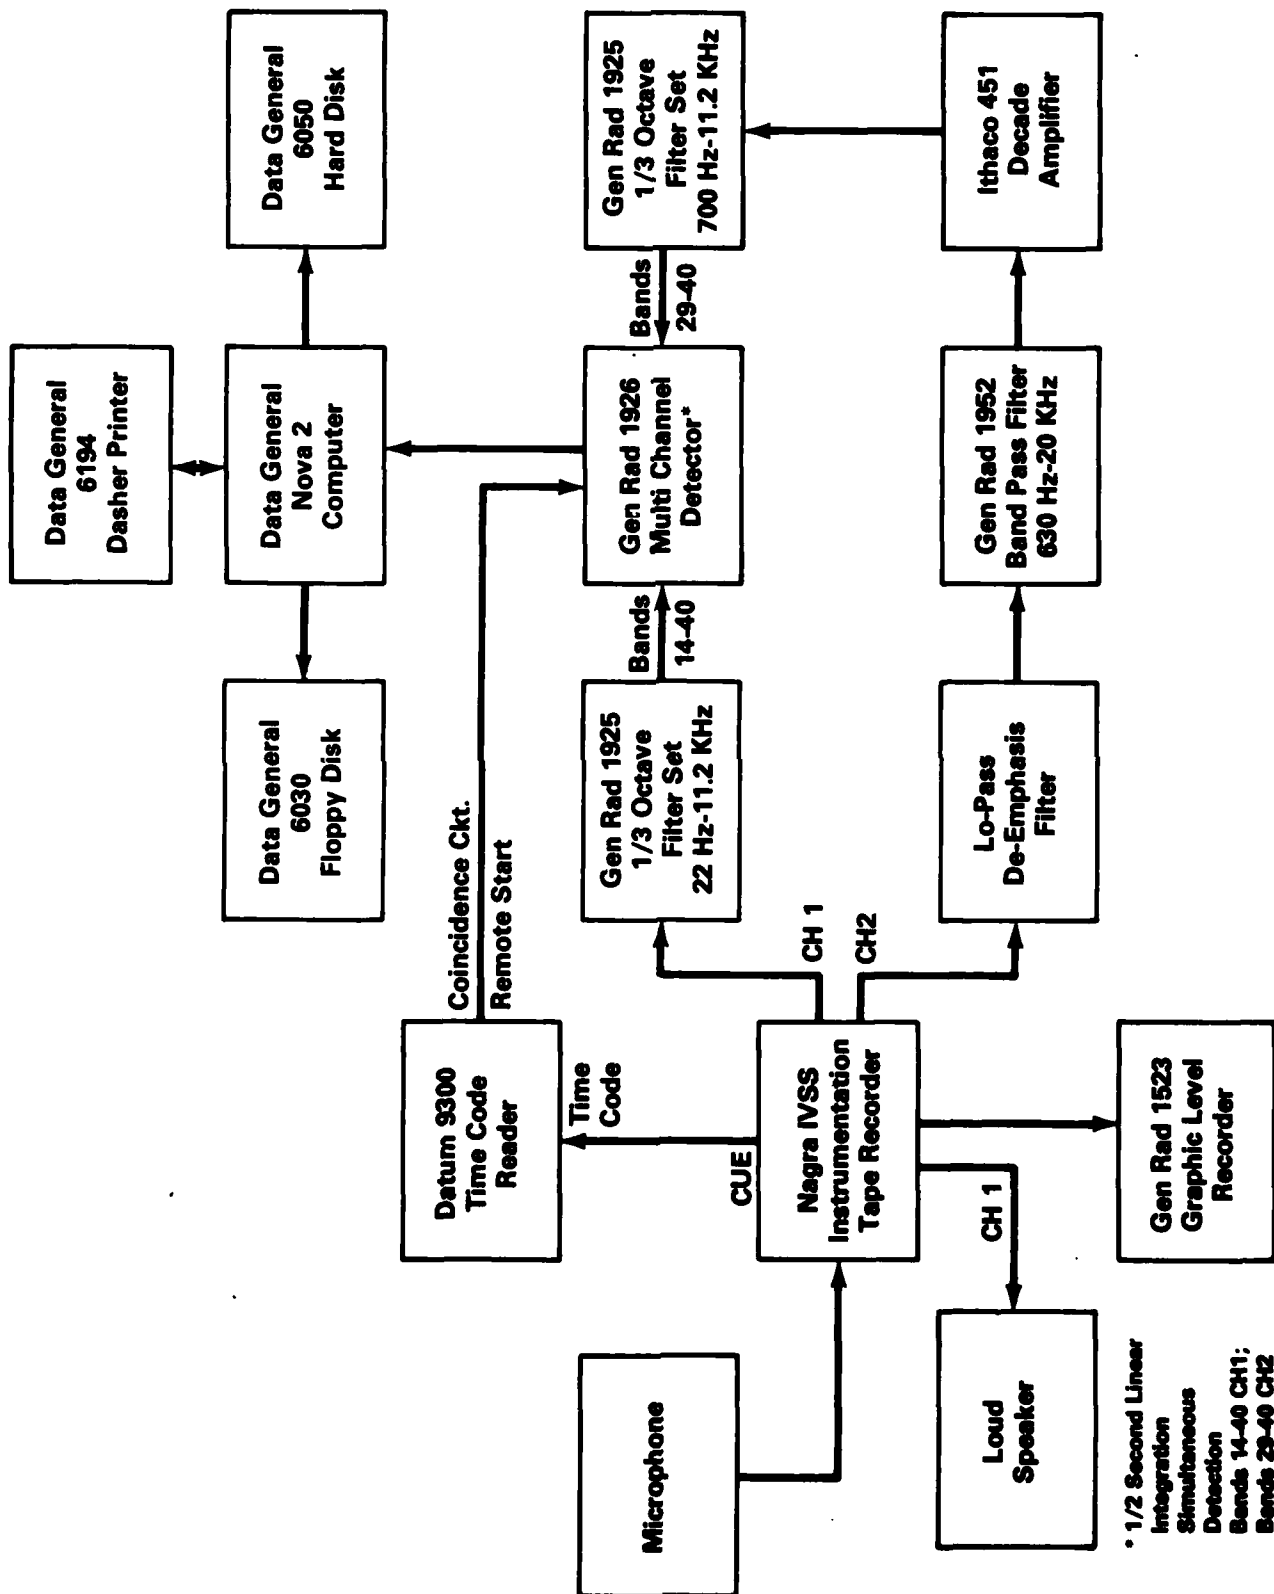 Data General
6194
Dasher Printer
Data General
6030
Floppy Disk
Data General
Nova 2
Computer
Data General
6050
Hard Disk
Coincidence Ckt.
Remote Start
Datum 9300
Time Code
Reader
Time
Code
CUE
Gen Rad 1925
1/3 Octave
Filter Set
22 Hz-11.2 KHz
Bands
14-40
Gen Rad 1926
Multi Channel
Detector*
Bands
29-40
Gen Rad 1925
1/3 Octave
Filter Set
700 Hz-11.2 KHz
Microphone
Nagra IVSS
Instrumentation
Tape Recorder
CH 1
CH2
Lo-Pass
De-Emphasis
Filter
Gen Rad 1952
Band Pass Filter
630 Hz-20 KHz
Ithaco 451
Decade
Amplifier
Loud
Speaker
CH 1
Gen Rad 1523
Graphic Level
Recorder
* 1/2 Second Linear
Integration
Simultaneous
Detection
Bands 14-40 CH1;
Bands 29-40 CH2